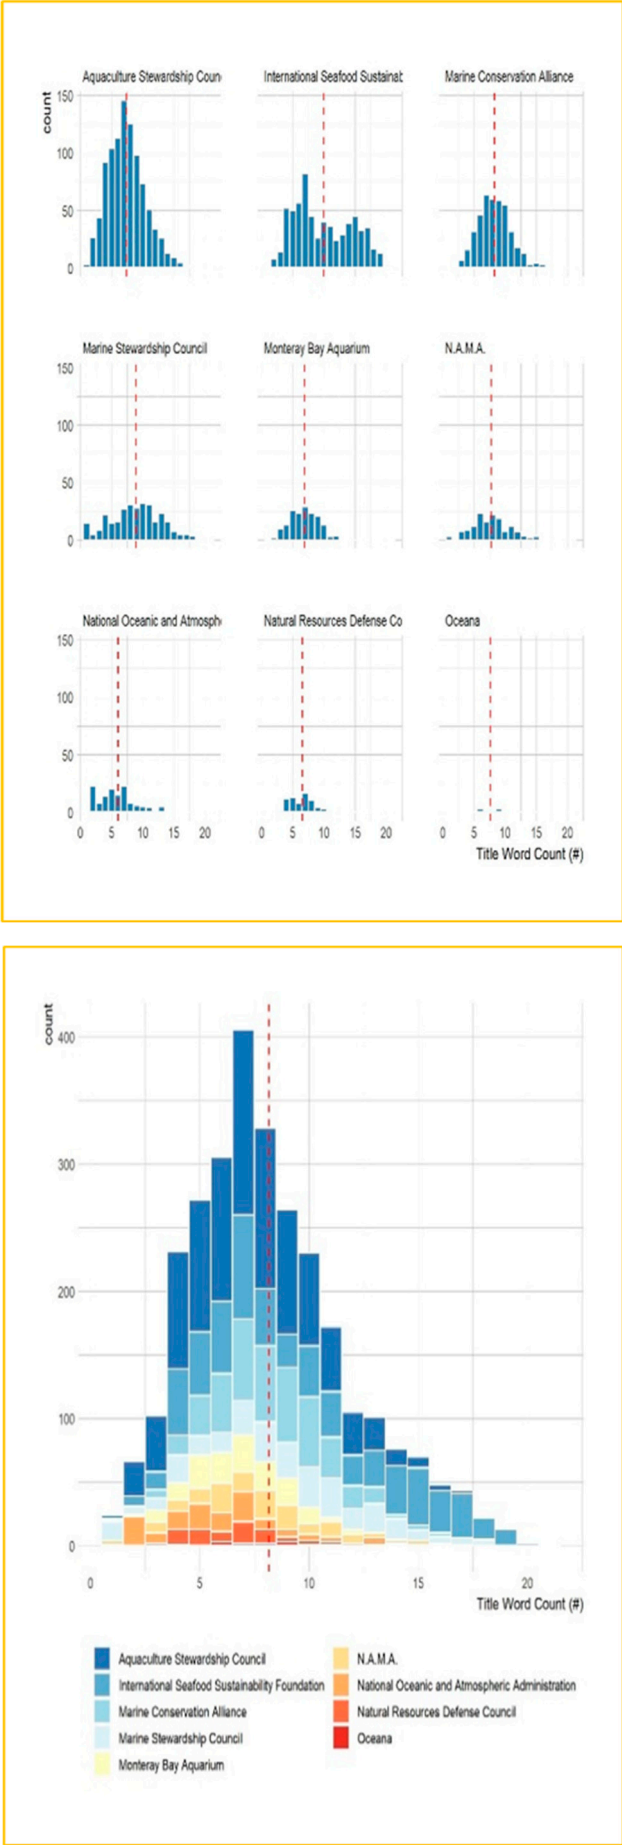 Aquaculture Stewardship Coun
International Seafood Sustainat
Marine Conservation Alliance
count
150
100
50
0
Marine Stewardship Council
Monteray Bay Aquarium
N.A.M.A.
150
100
50
0
National Oceanic and Atmosph
Natural Resources Defense Co
Oceana
150
100
50
0
0 5 10 15 20
0 5 10 15 20
0 5 10 15 20
Title Word Count (#)
count
400
300
200
100
0
0 5 10 15 20
Title Word Count (#)
Aquaculture Stewardship Council
International Seafood Sustainability Foundation
Marine Conservation Alliance
Marine Stewardship Council
Monteray Bay Aquarium
N.A.M.A.
National Oceanic and Atmospheric Administration
Natural Resources Defense Council
Oceana